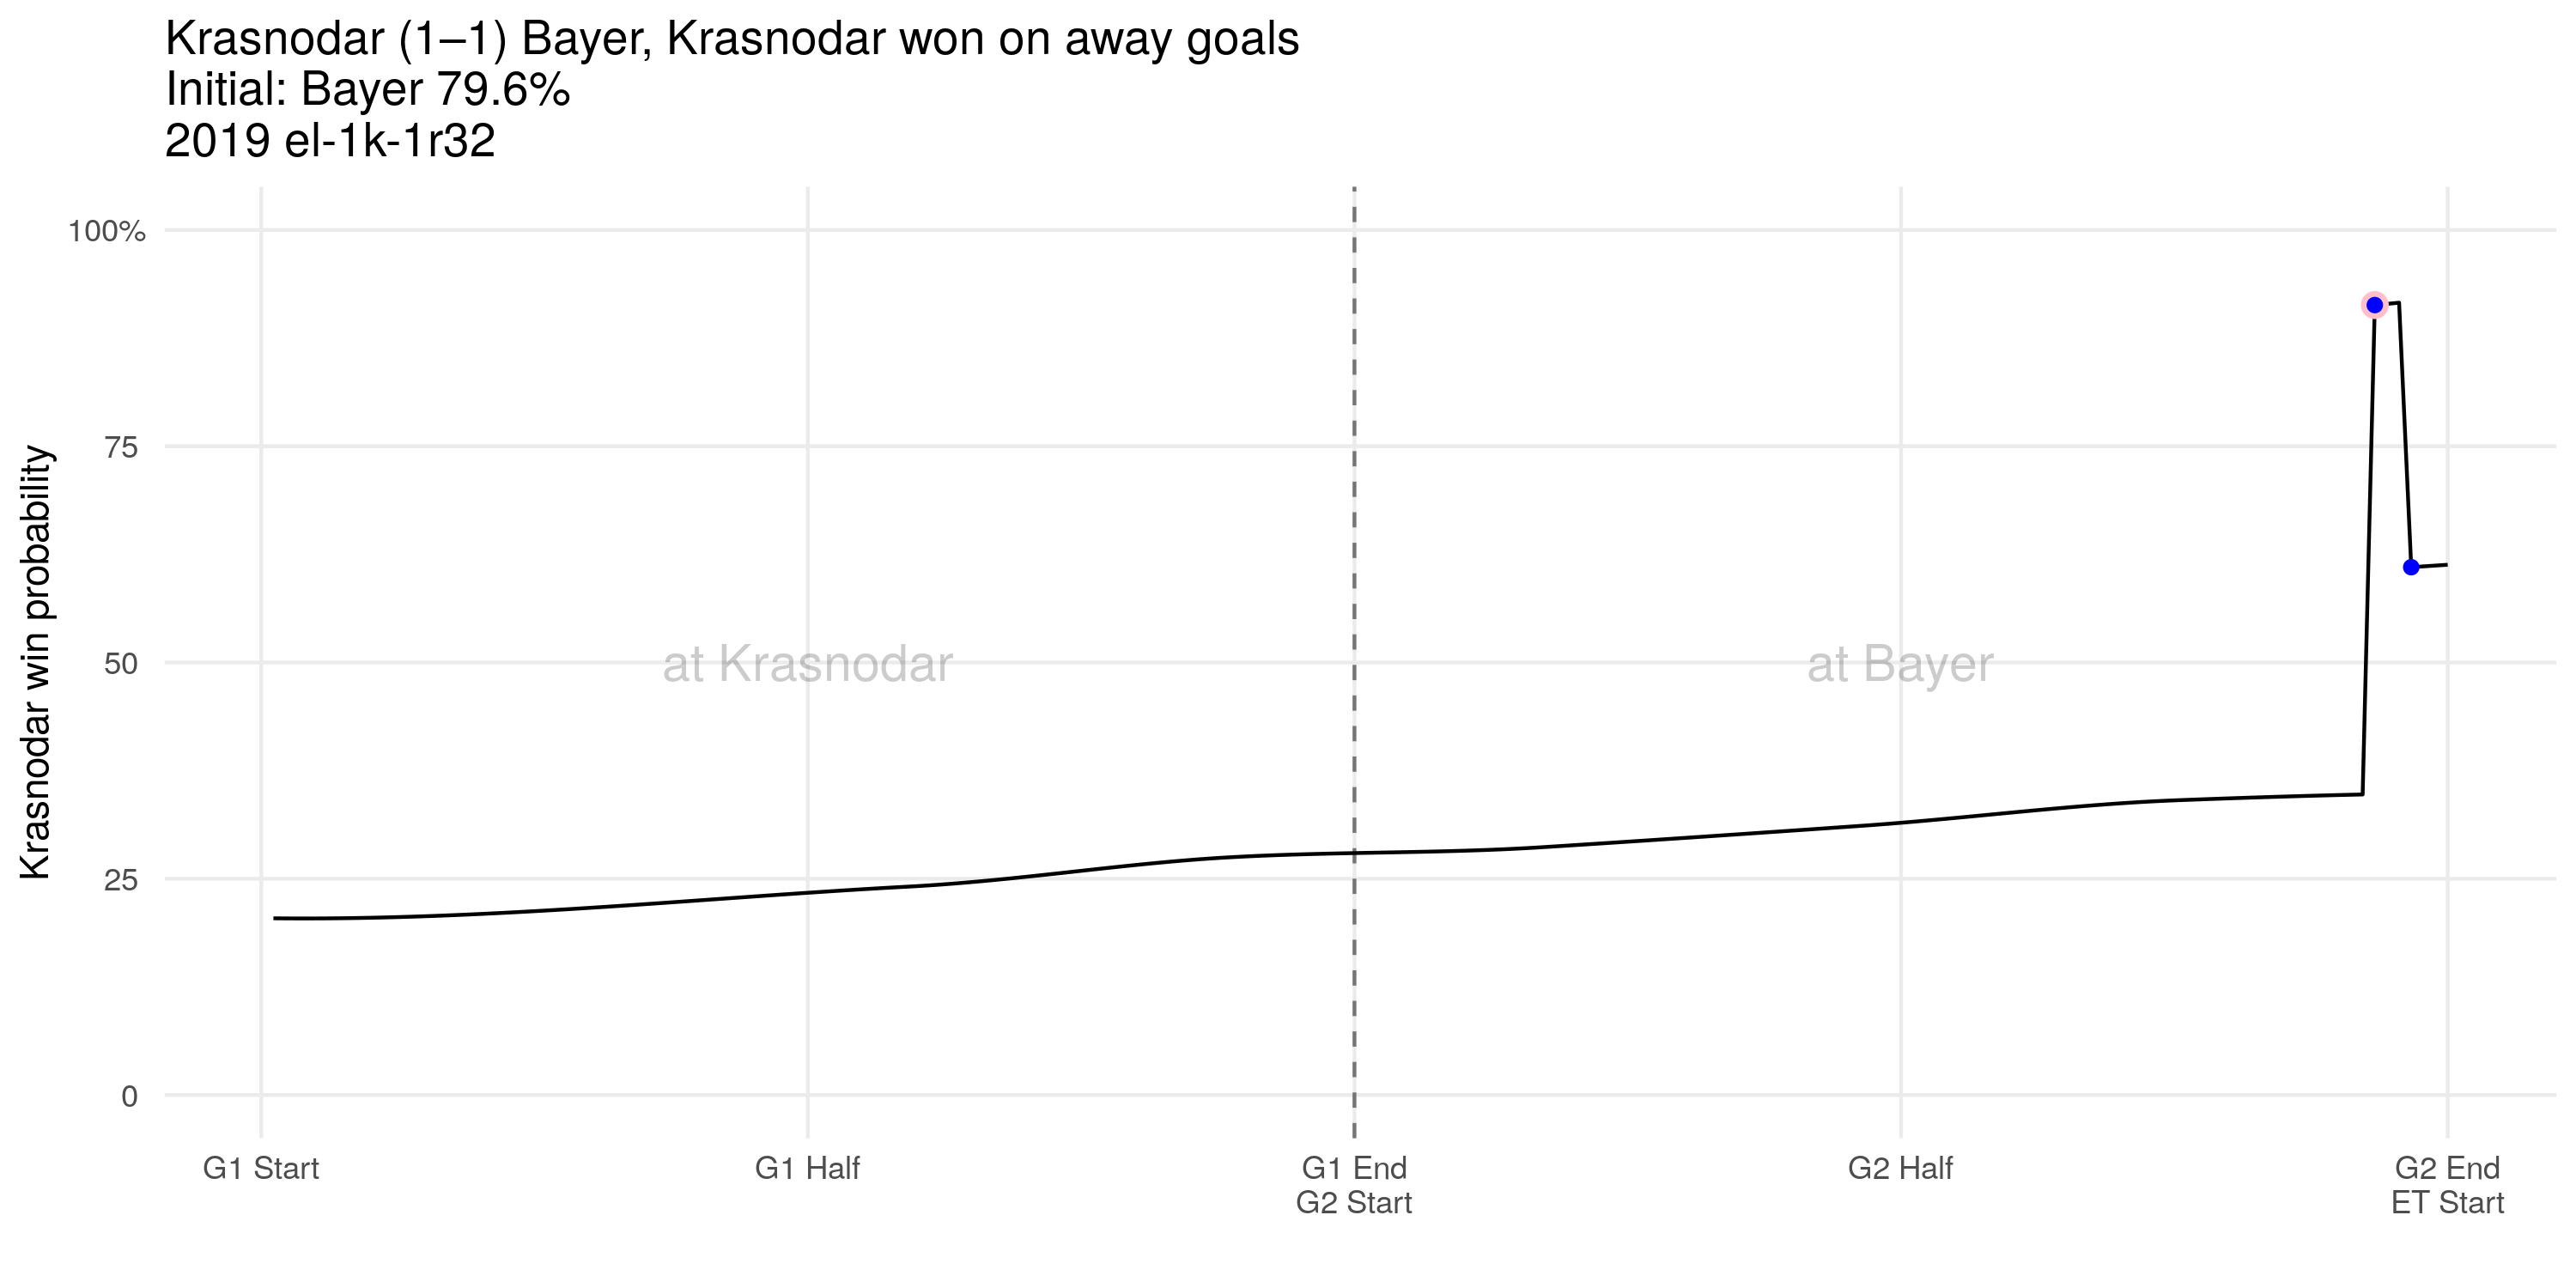 Krasnodar (1–1) Bayer, Krasnodar won on away goals
Initial: Bayer 79.6%
2019 el-1k-1r32
Krasnodar win probability
100%
75
50
25
0
at Krasnodar
at Bayer
G1 Start
G1 Half
G1 End
G2 Start
G2 Half
G2 End
ET Start